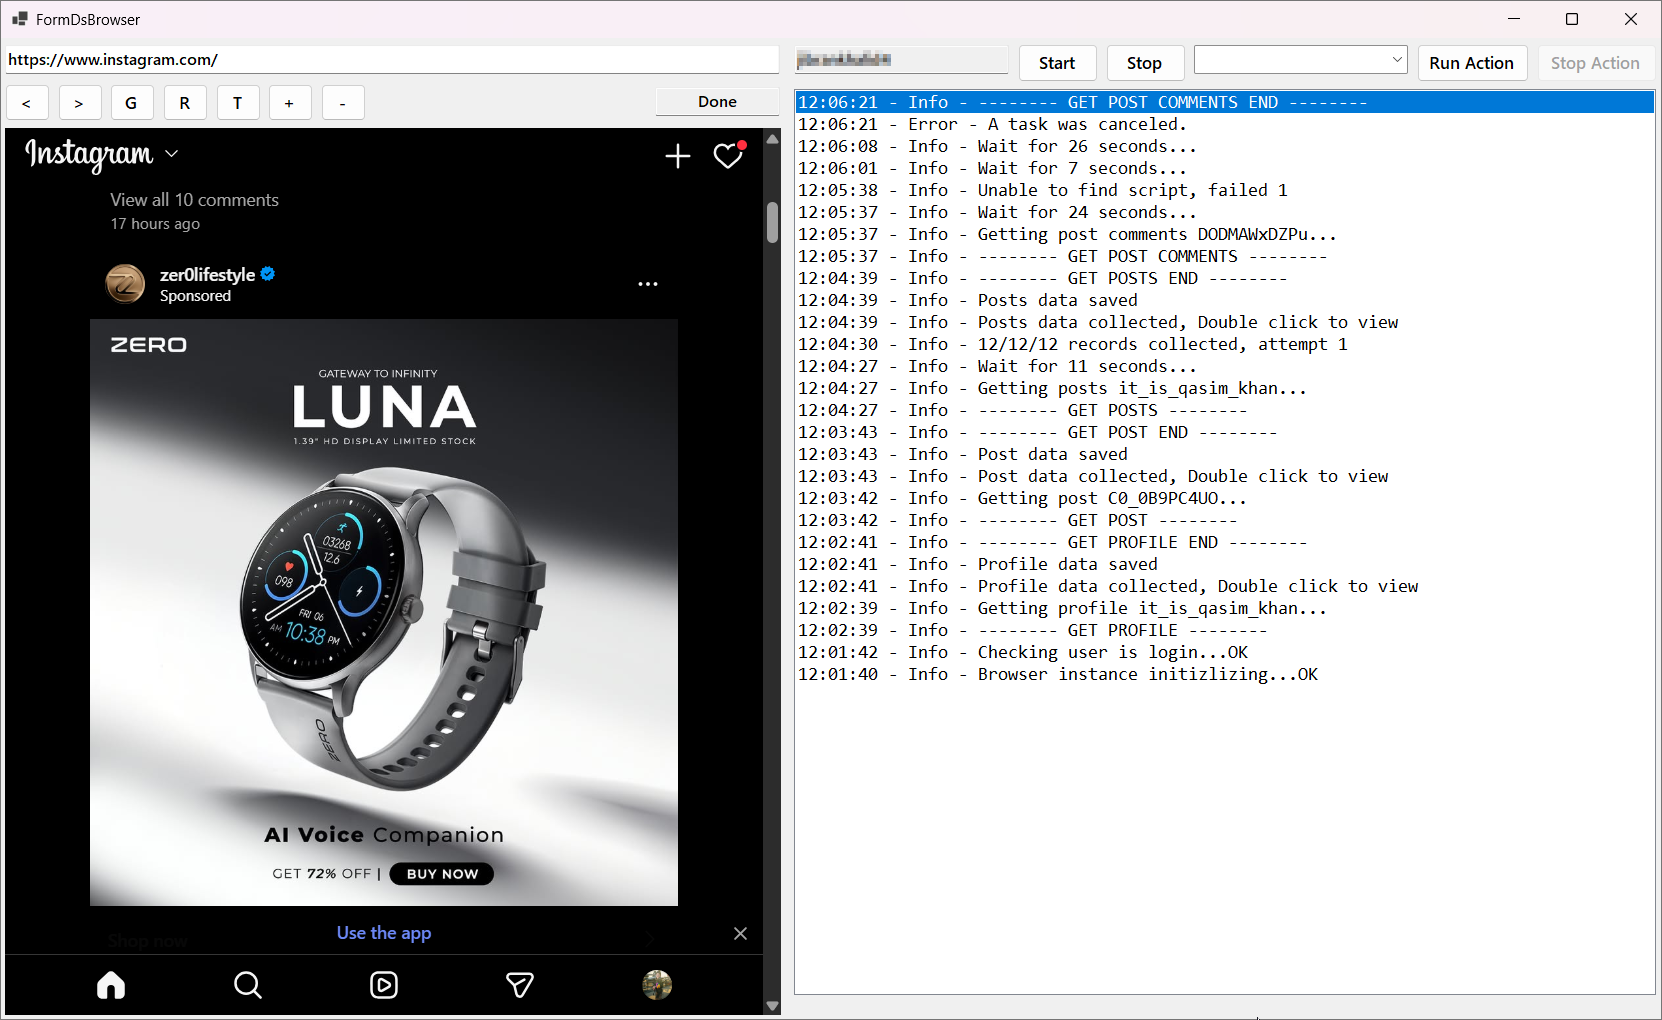 FormDsBrowser
https://www.instagram.com/
Start
Stop
Run Action
Stop Action
<
>
G
R
T
+
-
Done
Instagram
View all 10 comments
17 hours ago
zer0lifestyle
Sponsored
ZERO
GATEWAY TO INFINITY
LUNA
1.39" HD DISPLAY LIMITED STOCK
03268
12.6
098
FRI 06
AM 10:38 PM
ZERO
AI Voice Companion
GET 72% OFF | BUY NOW
Shop now
Use the app
12:06:21 - Info - -------- GET POST COMMENTS END --------
12:06:21 - Error - A task was canceled.
12:06:08 - Info - Wait for 26 seconds...
12:06:01 - Info - Wait for 7 seconds...
12:05:38 - Info - Unable to find script, failed 1
12:05:37 - Info - Wait for 24 seconds...
12:05:37 - Info - Getting post comments DODMAWxDZPu...
12:05:37 - Info - -------- GET POST COMMENTS --------
12:04:39 - Info - -------- GET POSTS END --------
12:04:39 - Info - Posts data saved
12:04:39 - Info - Posts data collected, Double click to view
12:04:30 - Info - 12/12/12 records collected, attempt 1
12:04:27 - Info - Wait for 11 seconds...
12:04:27 - Info - Getting posts it_is_qasim_khan...
12:04:27 - Info - -------- GET POSTS --------
12:03:43 - Info - -------- GET POST END --------
12:03:43 - Info - Post data saved
12:03:43 - Info - Post data collected, Double click to view
12:03:42 - Info - Getting post C0_0B9PC4UO...
12:03:42 - Info - -------- GET POST --------
12:02:41 - Info - -------- GET PROFILE END --------
12:02:41 - Info - Profile data saved
12:02:41 - Info - Profile data collected, Double click to view
12:02:39 - Info - Getting profile it_is_qasim_khan...
12:02:39 - Info - -------- GET PROFILE --------
12:01:42 - Info - Checking user is login...OK
12:01:40 - Info - Browser instance initizlizing...OK